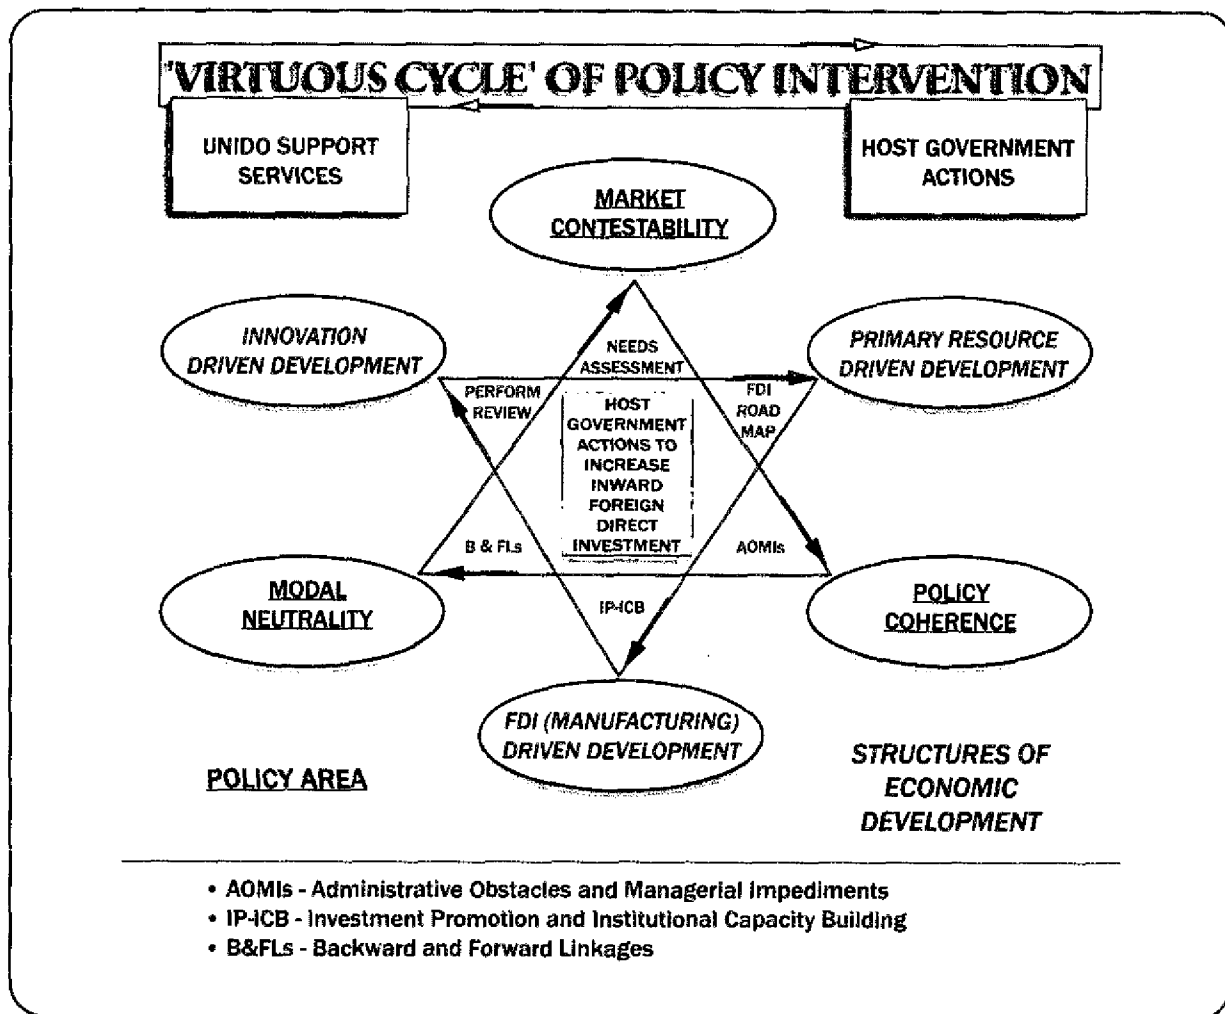 'VIRTUOUS CYCLE' OF POLICY INTERVENTION
UNIDO SUPPORT
SERVICES
HOST GOVERNMENT
ACTIONS
MARKET
CONTESTABILITY
INNOVATION
DRIVEN DEVELOPMENT
PRIMARY RESOURCE
DRIVEN DEVELOPMENT
NEEDS
ASSESSMENT
PERFORM
REVIEW
FDI
ROAD
MAP
HOST
GOVERNMENT
ACTIONS TO
INCREASE
INWARD
FOREIGN
DIRECT
INVESTMENT
B & FLs
AOMIs
IP-ICB
MODAL
NEUTRALITY
POLICY
COHERENCE
FDI (MANUFACTURING)
DRIVEN DEVELOPMENT
POLICY AREA
STRUCTURES OF
ECONOMIC
DEVELOPMENT
• AOMIs - Administrative Obstacles and Managerial Impediments
• IP-ICB - Investment Promotion and Institutional Capacity Building
• B&FLs - Backward and Forward Linkages